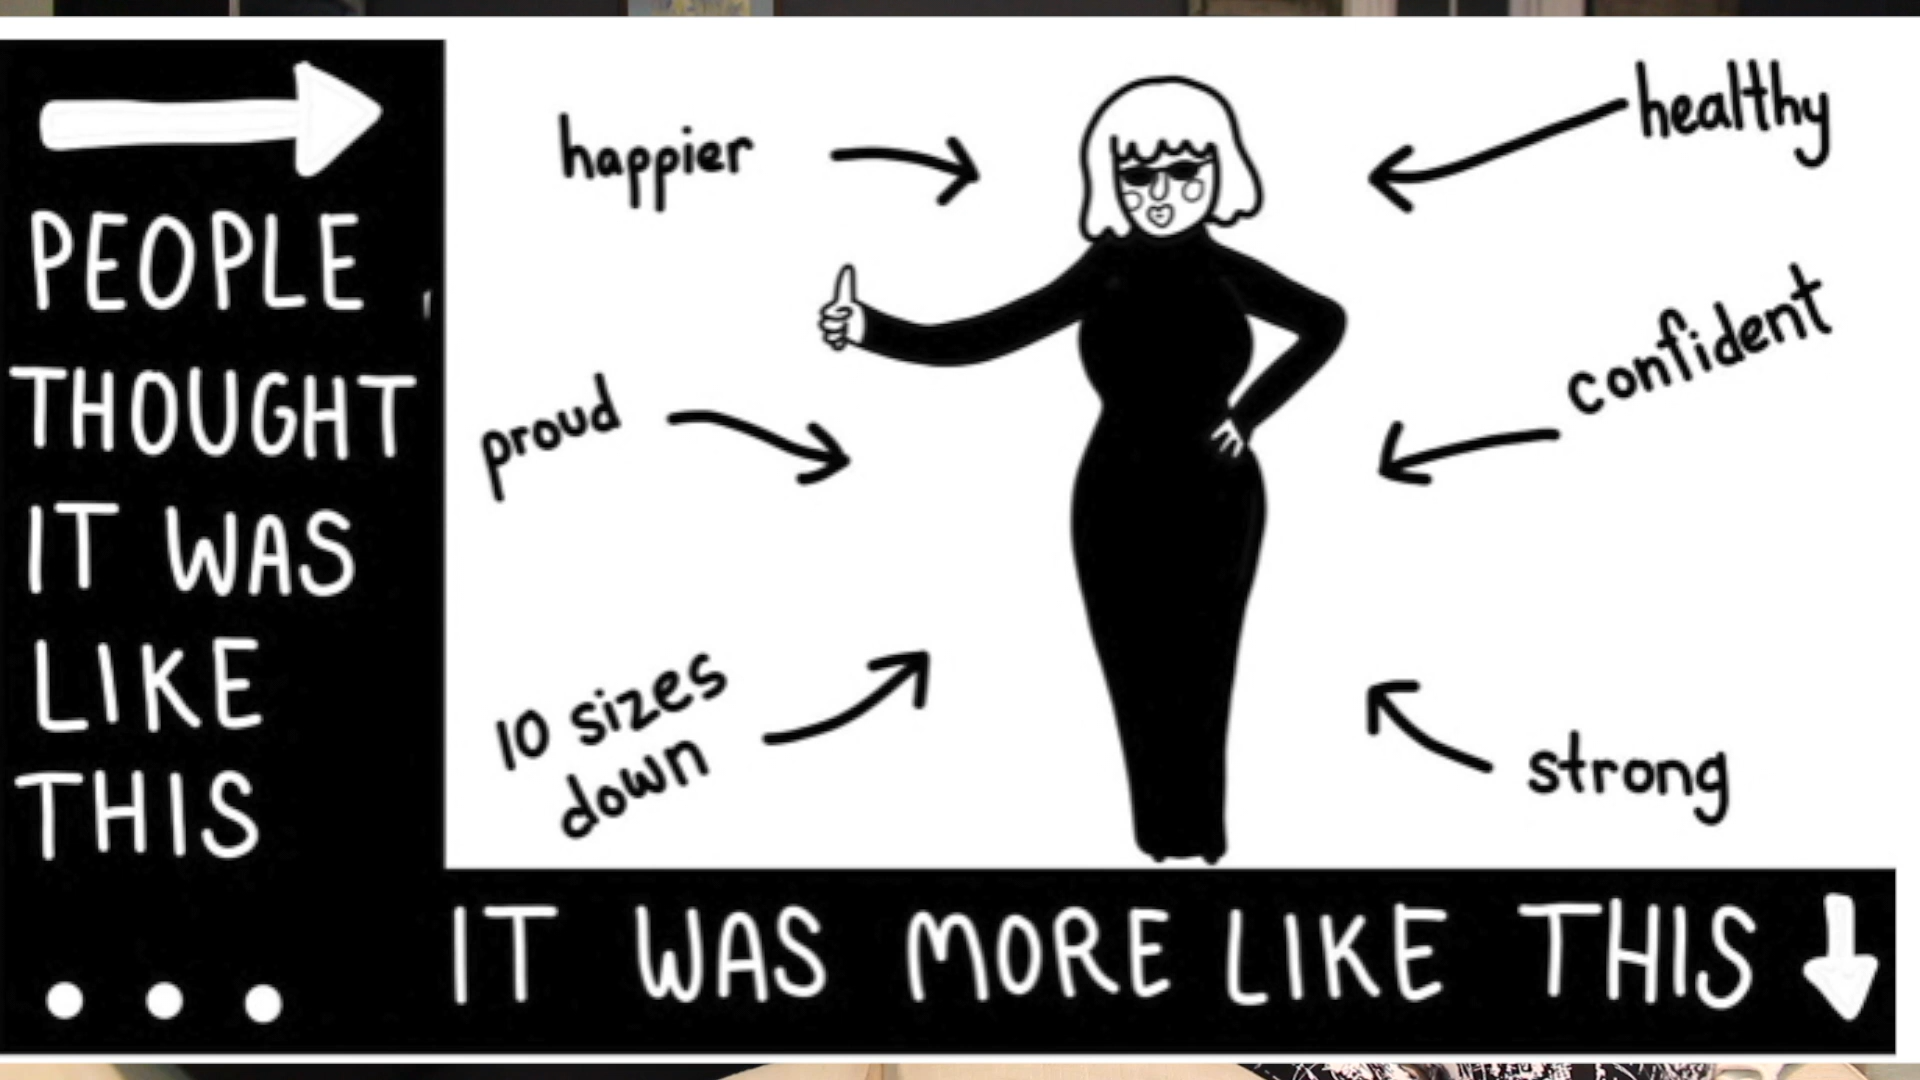 PEOPLE
THOUGHT
IT WAS
LIKE
THIS
...
happier
healthy
proud
confident
10 sizes
down
strong
IT WAS MORE LIKE THIS